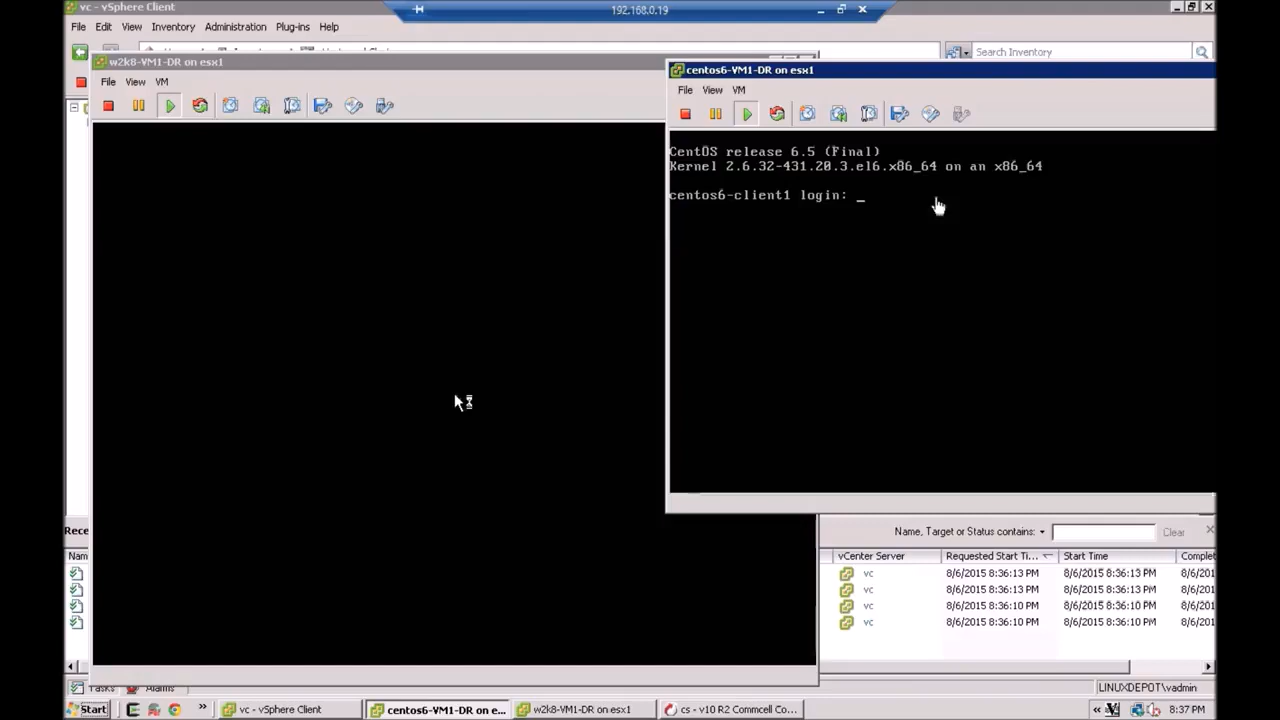 vc - vSphere Client
192.168.0.19
File Edit View Inventory Administration Plug-ins Help
Search Inventory
w2k8-VM1-DR on esx1
File View VM
centos6-VM1-DR on esx1
File View VM
CentOS release 6.5 (Final)
Kernel 2.6.32-431.20.3.el6.x86_64 on an x86_64
centos6-client1 login: _
Rece
Name, Target or Status contains: Clear
Nam vCenter Server Requested Start Ti... Start Time Complet
vc 8/6/2015 8:36:13 PM 8/6/2015 8:36:13 PM 8/6/201
vc 8/6/2015 8:36:13 PM 8/6/2015 8:36:13 PM 8/6/201
vc 8/6/2015 8:36:10 PM 8/6/2015 8:36:10 PM 8/6/201
vc 8/6/2015 8:36:10 PM 8/6/2015 8:36:10 PM 8/6/201
Tasks Alarms LINUXDEPOT\vadmin
Start vc - vSphere Client centos6-VM1-DR on e... w2k8-VM1-DR on esx1 cs - v10 R2 Commcell Co... 8:37 PM